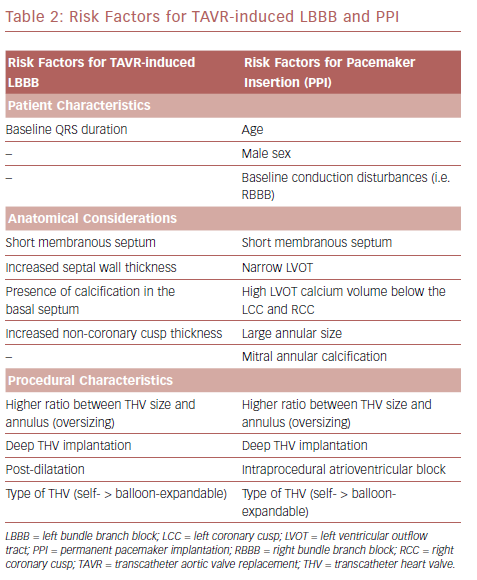 Table 2: Risk Factors for TAVR-induced LBBB and PPI
Risk Factors for TAVR-induced LBBB
Risk Factors for Pacemaker Insertion (PPI)
Patient Characteristics
Baseline QRS duration
Age
–
Male sex
–
Baseline conduction disturbances (i.e. RBBB)
Anatomical Considerations
Short membranous septum
Short membranous septum
Increased septal wall thickness
Narrow LVOT
Presence of calcification in the basal septum
High LVOT calcium volume below the LCC and RCC
Increased non-coronary cusp thickness
Large annular size
–
Mitral annular calcification
Procedural Characteristics
Higher ratio between THV size and annulus (oversizing)
Higher ratio between THV size and annulus (oversizing)
Deep THV implantation
Deep THV implantation
Post-dilatation
Intraprocedural atrioventricular block
Type of THV (self- > balloon-expandable)
Type of THV (self- > balloon-expandable)
LBBB = left bundle branch block; LCC = left coronary cusp; LVOT = left ventricular outflow
tract; PPI = permanent pacemaker implantation; RBBB = right bundle branch block; RCC = right
coronary cusp; TAVR = transcatheter aortic valve replacement; THV = transcatheter heart valve.